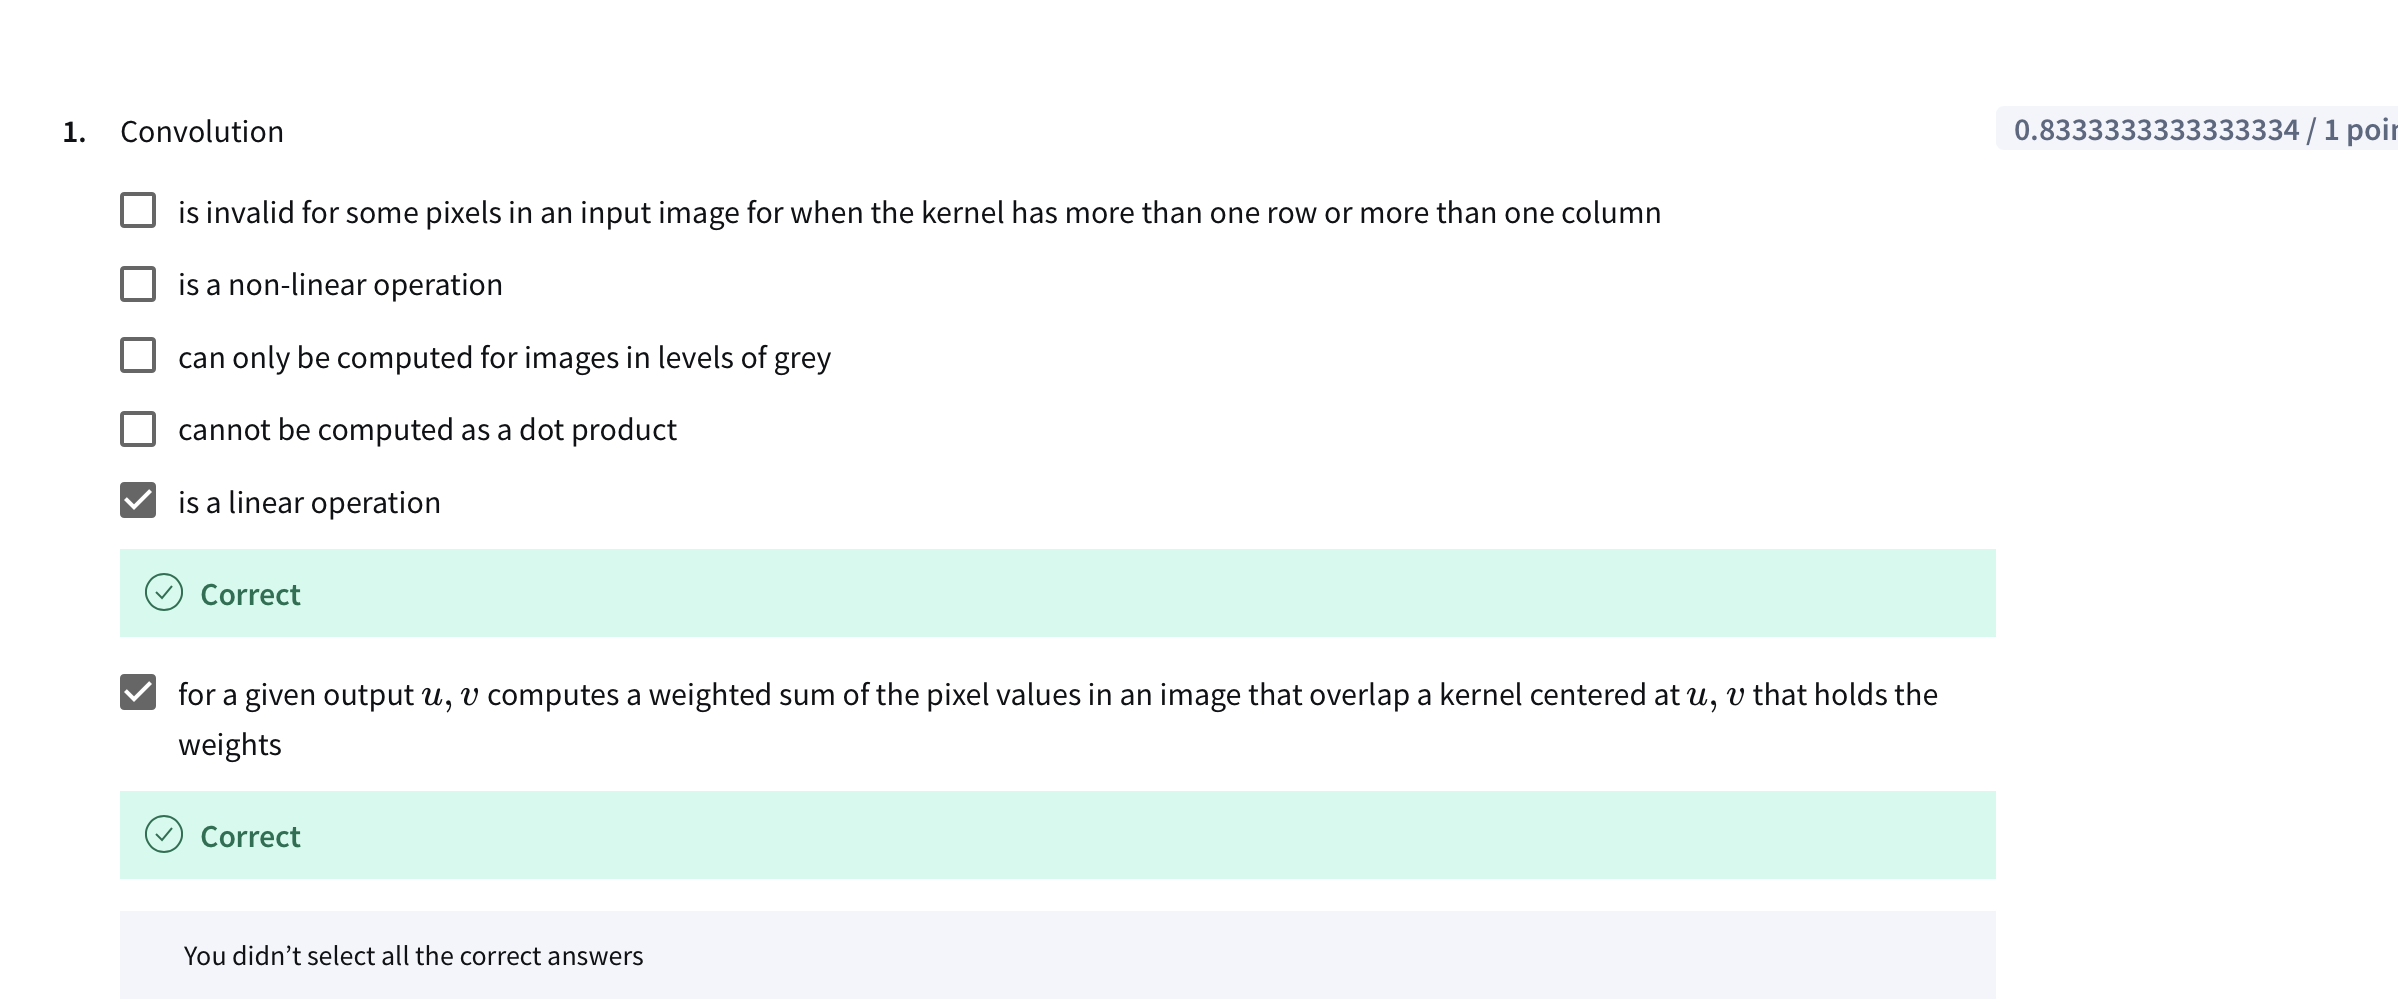 1. Convolution
0.8333333333333334 / 1 poin
is invalid for some pixels in an input image for when the kernel has more than one row or more than one column
is a non-linear operation
can only be computed for images in levels of grey
cannot be computed as a dot product
is a linear operation
Correct
for a given output u, v computes a weighted sum of the pixel values in an image that overlap a kernel centered at u, v that holds the
weights
Correct
You didn’t select all the correct answers